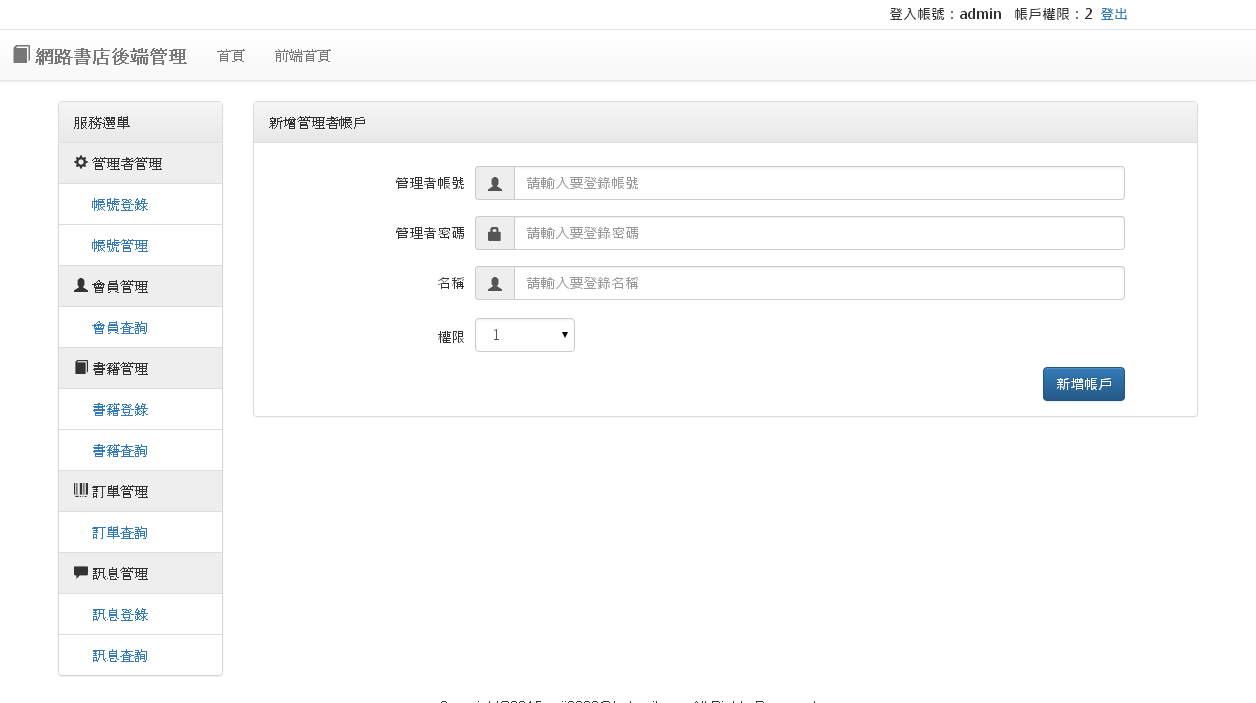 登入帳號：admin 帳戶權限：2 登出
網路書店後端管理 首頁 前端首頁
服務選單
管理者管理
帳號登錄
帳號管理
會員管理
會員查詢
書籍管理
書籍登錄
書籍查詢
訂單管理
訂單查詢
訊息管理
訊息登錄
訊息查詢
新增管理者帳戶
管理者帳號 請輸入要登錄帳號
管理者密碼 請輸入要登錄密碼
名稱 請輸入要登錄名稱
權限 1
新增帳戶